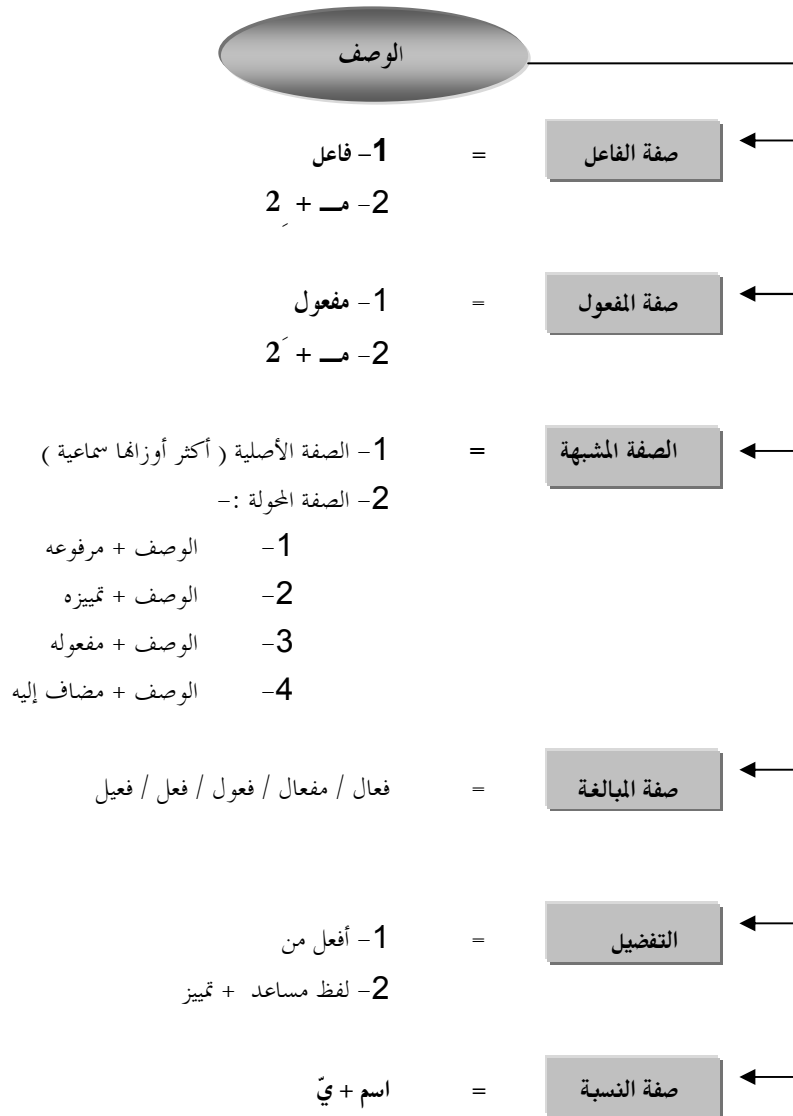 الوصف
صفة الفاعل = 1- فاعل
2- مـــ + ِ 2
صفة المفعول = 1- مفعول
2- مـــ + َ 2
الصفة المشبهة = 1- الصفة الأصلية ( أكثر أوزانها سماعية )
2- الصفة المحولة :-
1- الوصف + مرفوعه
2- الوصف + تمييزه
3- الوصف + مفعوله
4- الوصف + مضاف إليه
صفة المبالغة = فعال / مفعال / فعول / فعل / فعيل
التفضيل = 1- أفعل من
2- لفظ مساعد + تمييز
صفة النسبة = اسم + يّ